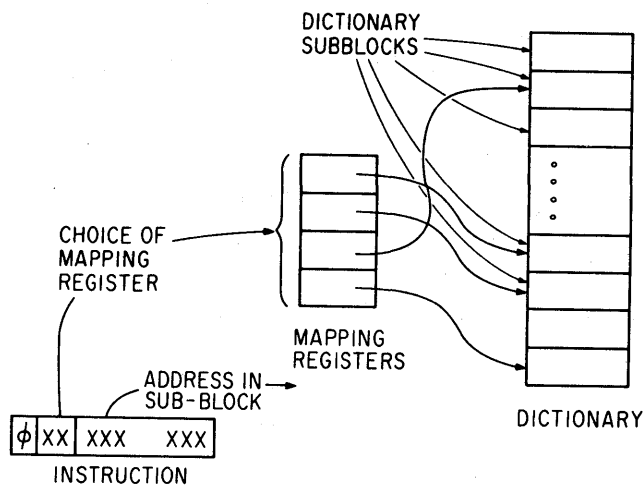 DICTIONARY
SUBBLOCKS
CHOICE OF
MAPPING
REGISTER
MAPPING
REGISTERS
ADDRESS IN
SUB-BLOCK
DICTIONARY
ϕ XX XXX XXX
INSTRUCTION